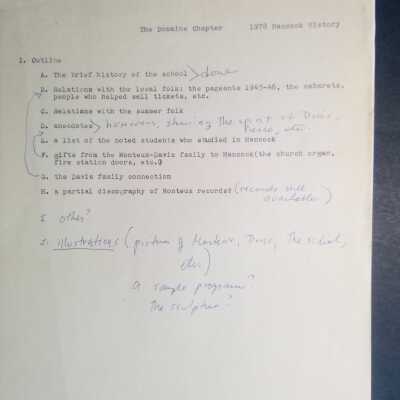 The Domaine Chapter 1978 Hancock History
1. Outline
A. The brief history of the school done
B. Relations with the local folk: the pageants 1945-46, the cabarets,
people who helped sell tickets, etc.
C. Relations with the summer folk
D. anecdotes humorous, showing the spirit of Domaine,
here, etc.
E. a list of the noted students who studied in Hancock
F. gifts from the Monteux-Davis family to Hancock(the church organ,
fire station doors, etc.)
G. the Davis family connection
H. a partial discography of Monteux records? (records still
available)
I. other?
Illustrations (pictures of Monteux, Doris, The school,
etc)
a sample program?
The sculpture?